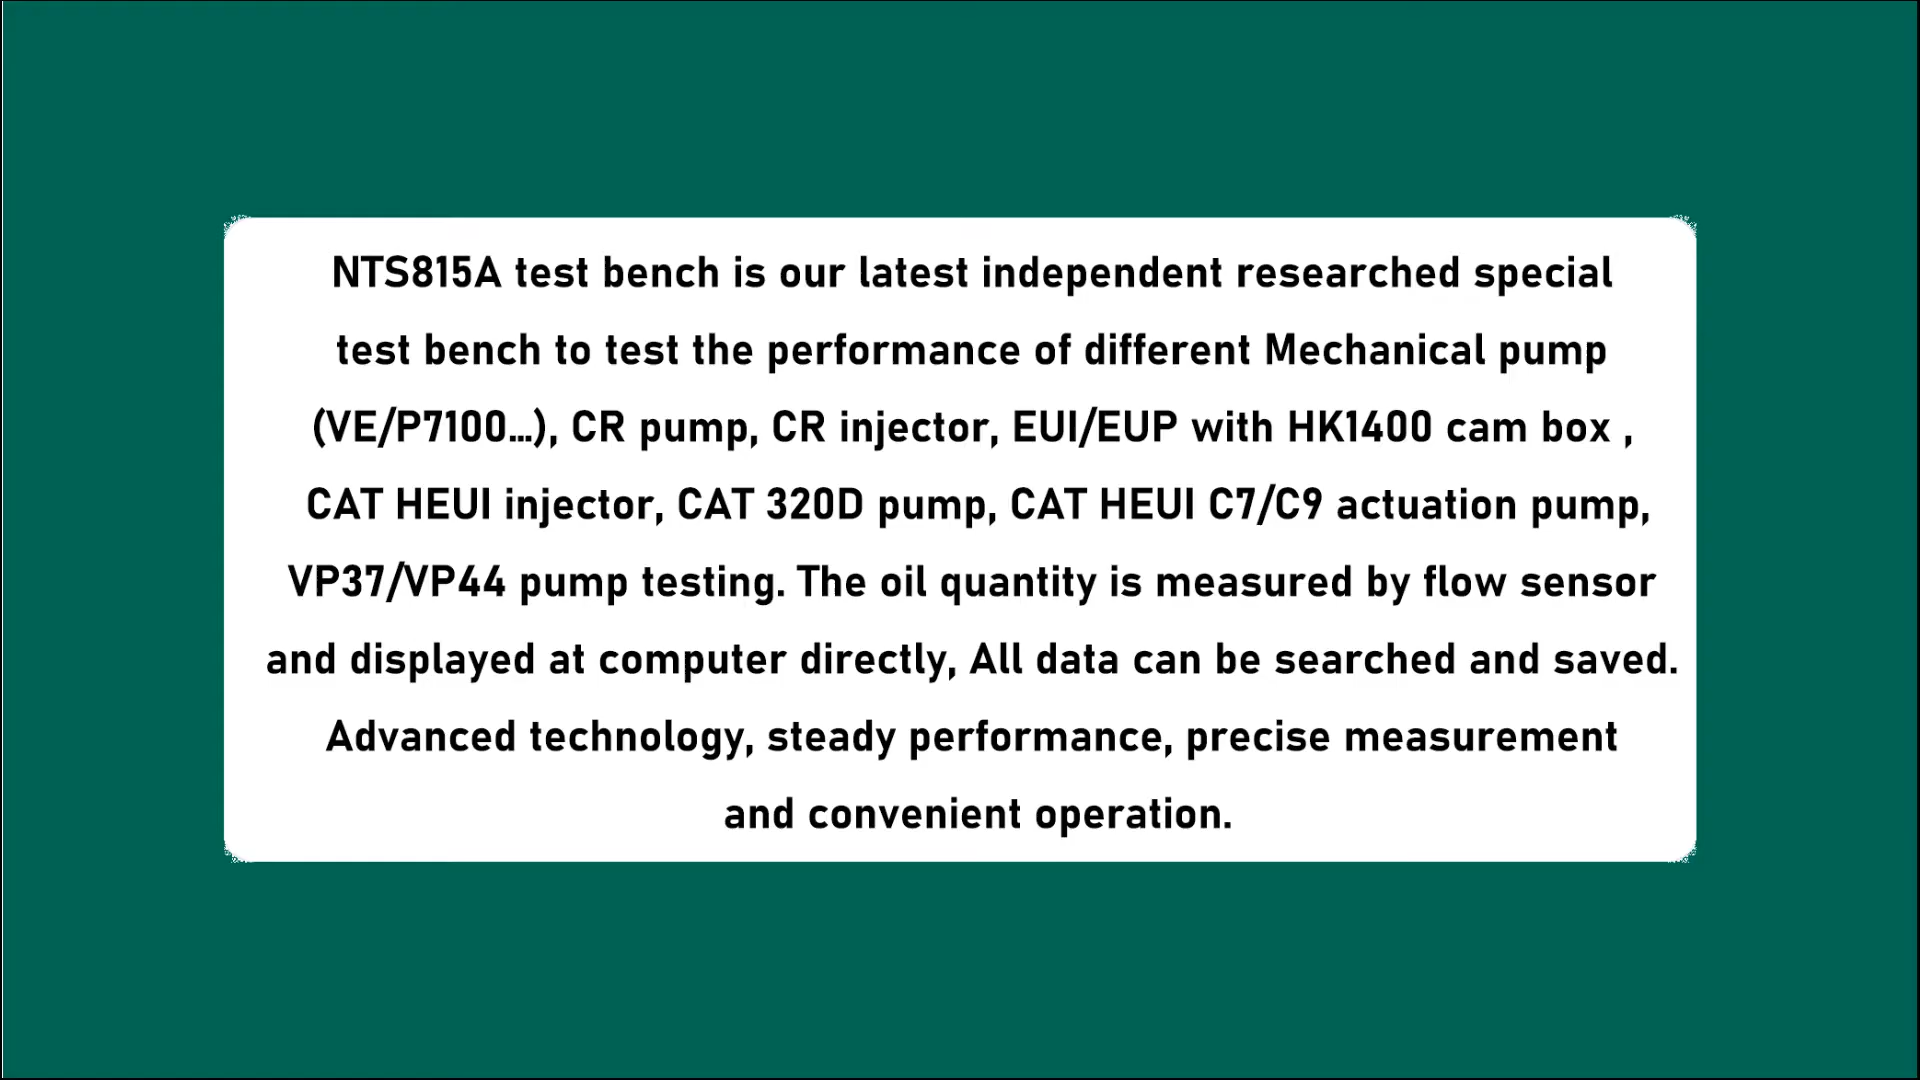 NTS815A test bench is our latest independent researched special
test bench to test the performance of different Mechanical pump
(VE/P7100...), CR pump, CR injector, EUI/EUP with HK1400 cam box ,
CAT HEUI injector, CAT 320D pump, CAT HEUI C7/C9 actuation pump,
VP37/VP44 pump testing. The oil quantity is measured by flow sensor
and displayed at computer directly, All data can be searched and saved.
Advanced technology, steady performance, precise measurement
and convenient operation.